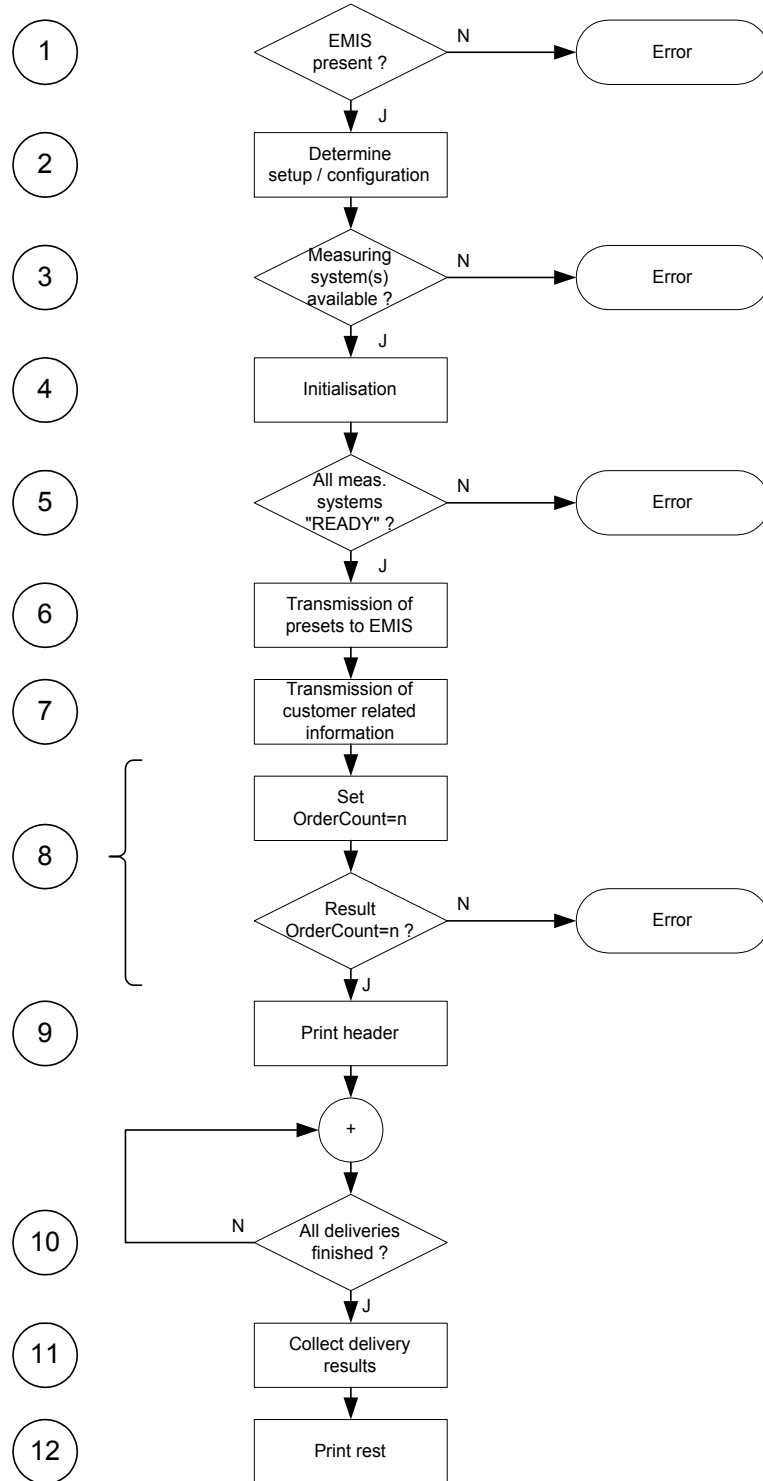 1
EMIS
present ?
N
Error
J
2
Determine
setup / configuration
3
Measuring
system(s)
available ?
N
Error
J
4
Initialisation
5
All meas.
systems
"READY" ?
N
Error
J
6
Transmission of
presets to EMIS
7
Transmission of
customer related
information
8
Set
OrderCount=n
Result
OrderCount=n ?
N
Error
J
9
Print header
+
10
N
All deliveries
finished ?
J
11
Collect delivery
results
12
Print rest